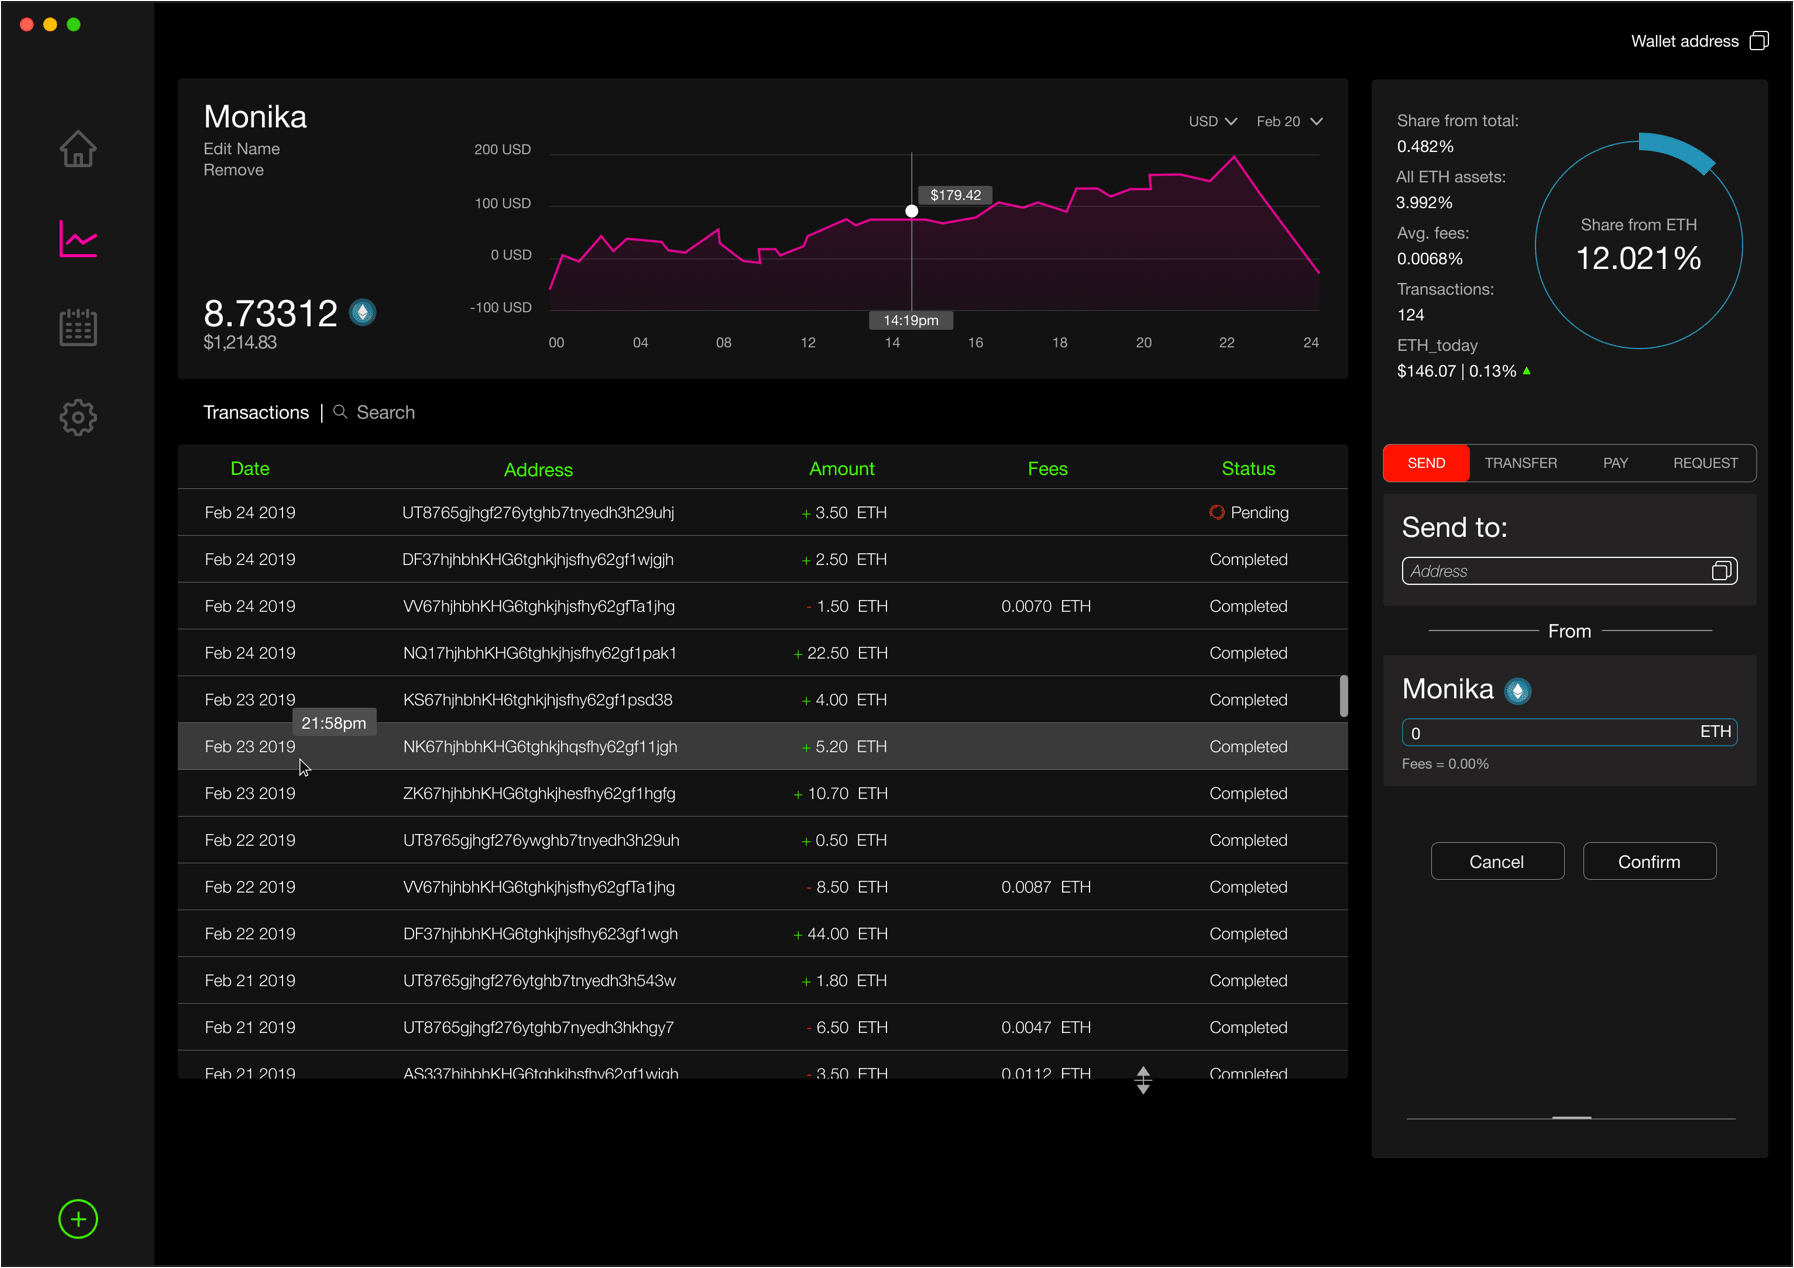 Wallet address
Monika
Edit Name
Remove
8.73312
$1,214.83
USD
Feb 20
200 USD
100 USD
0 USD
-100 USD
$179.42
14:19pm
00 04 08 12 14 16 18 20 22 24
Share from total:
0.482%
All ETH assets:
3.992%
Avg. fees:
0.0068%
Transactions:
124
ETH_today
$146.07 | 0.13%
Share from ETH
12.021%
Transactions | Search
Date Address Amount Fees Status
Feb 24 2019 UT8765gjhgf276ytghb7tnyedh3h29uhj + 3.50 ETH Pending
Feb 24 2019 DF37hjhbhKHG6tghkjhjsfhy62gf1wjgjh + 2.50 ETH Completed
Feb 24 2019 VV67hjhbhKHG6tghkjhjsfhy62gfTa1jhg - 1.50 ETH 0.0070 ETH Completed
Feb 24 2019 NQ17hjhbhKHG6tghkjhjsfhy62gf1pak1 + 22.50 ETH Completed
Feb 23 2019 KS67hjhbhKH6tghkjhjsfhy62gf1psd38 + 4.00 ETH Completed
21:58pm
Feb 23 2019 NK67hjhbhKHG6tghkjhqsfhy62gf11jgh + 5.20 ETH Completed
Feb 23 2019 ZK67hjhbhKHG6tghkjhesfhy62gf1hgfg + 10.70 ETH Completed
Feb 22 2019 UT8765gjhgf276ywghb7tnyedh3h29uh + 0.50 ETH Completed
Feb 22 2019 VV67hjhbhKHG6tghkjhjsfhy62gfTa1jhg - 8.50 ETH 0.0087 ETH Completed
Feb 22 2019 DF37hjhbhKHG6tghkjhjsfhy623gf1wgh + 44.00 ETH Completed
Feb 21 2019 UT8765gjhgf276ytghb7tnyedh3h543w + 1.80 ETH Completed
Feb 21 2019 UT8765gjhgf276ytghb7nyedh3hkhgy7 - 6.50 ETH 0.0047 ETH Completed
Feb 21 2019 AS337hjhbhKHG6tghkjhsfhy62gf1wjgh - 3.50 ETH 0.0112 ETH Completed
SEND TRANSFER PAY REQUEST
Send to:
Address
From
Monika
0 ETH
Fees = 0.00%
Cancel Confirm